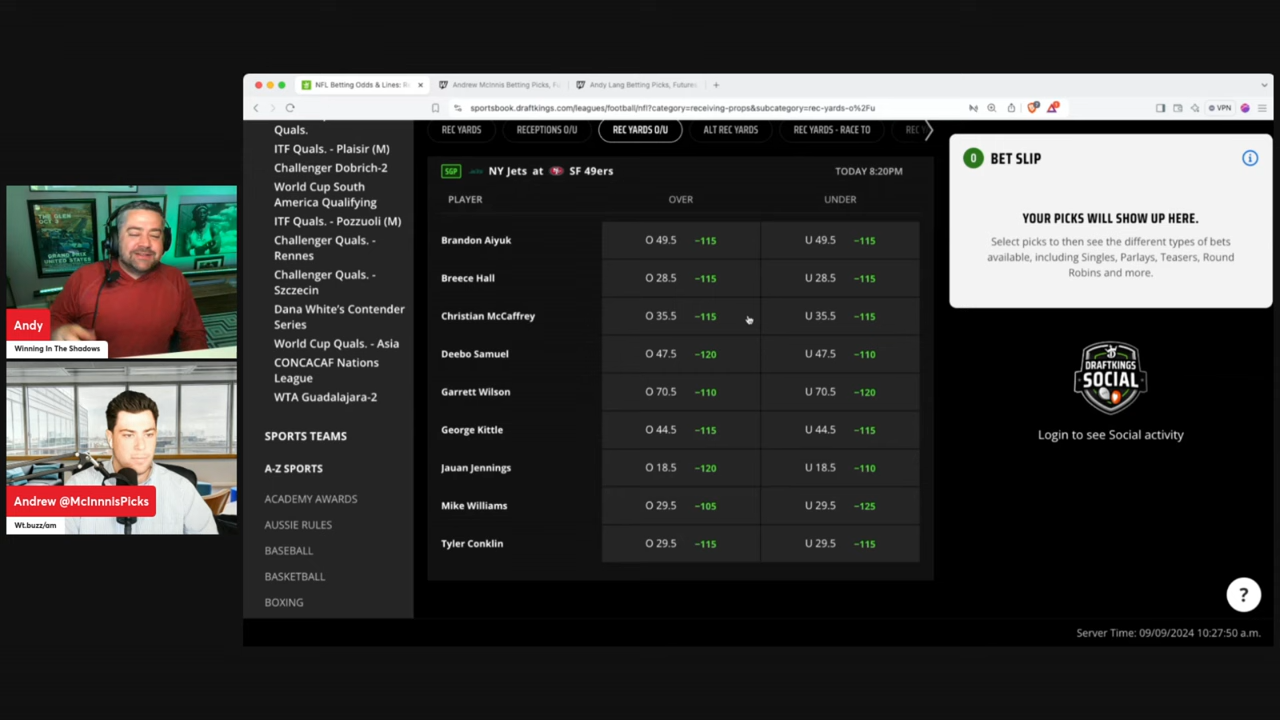 NFL Betting Odds & Lines: R
Andrew McInnis Betting Picks, Fu
Andy Lang Betting Picks, Future
sportsbook.draftkings.com/leagues/football/nfl?category=receiving-props&subcategory=rec-yards-o%2Fu
VPN
Quals.
ITF Quals. - Plaisir (M)
Challenger Dobrich-2
World Cup South
America Qualifying
ITF Quals. - Pozzuoli (M)
Challenger Quals. -
Rennes
Challenger Quals. -
Szczecin
Dana White's Contender
Series
World Cup Quals. - Asia
CONCACAF Nations
League
WTA Guadalajara-2
SPORTS TEAMS
A-Z SPORTS
ACADEMY AWARDS
AUSSIE RULES
BASEBALL
BASKETBALL
BOXING
REC YARDS RECEPTIONS O/U REC YARDS O/U ALT REC YARDS REC YARDS - RACE TO REC
SGP NY Jets at SF 49ers TODAY 8:20PM
PLAYER OVER UNDER
Brandon Aiyuk O 49.5 −115 U 49.5 −115
Breece Hall O 28.5 −115 U 28.5 −115
Christian McCaffrey O 35.5 −115 U 35.5 −115
Deebo Samuel O 47.5 −120 U 47.5 −110
Garrett Wilson O 70.5 −110 U 70.5 −120
George Kittle O 44.5 −115 U 44.5 −115
Jauan Jennings O 18.5 −120 U 18.5 −110
Mike Williams O 29.5 −105 U 29.5 −125
Tyler Conklin O 29.5 −115 U 29.5 −115
0 BET SLIP
YOUR PICKS WILL SHOW UP HERE.
Select picks to then see the different types of bets
available, including Singles, Parlays, Teasers, Round
Robins and more.
DRAFTKINGS
SOCIAL
Login to see Social activity
?
Server Time: 09/09/2024 10:27:50 a.m.
THE GLEN
GRAND PRIX
UNITED STATES
Andy
Winning In The Shadows
Andrew @McInnnisPicks
Wt.buzz/am